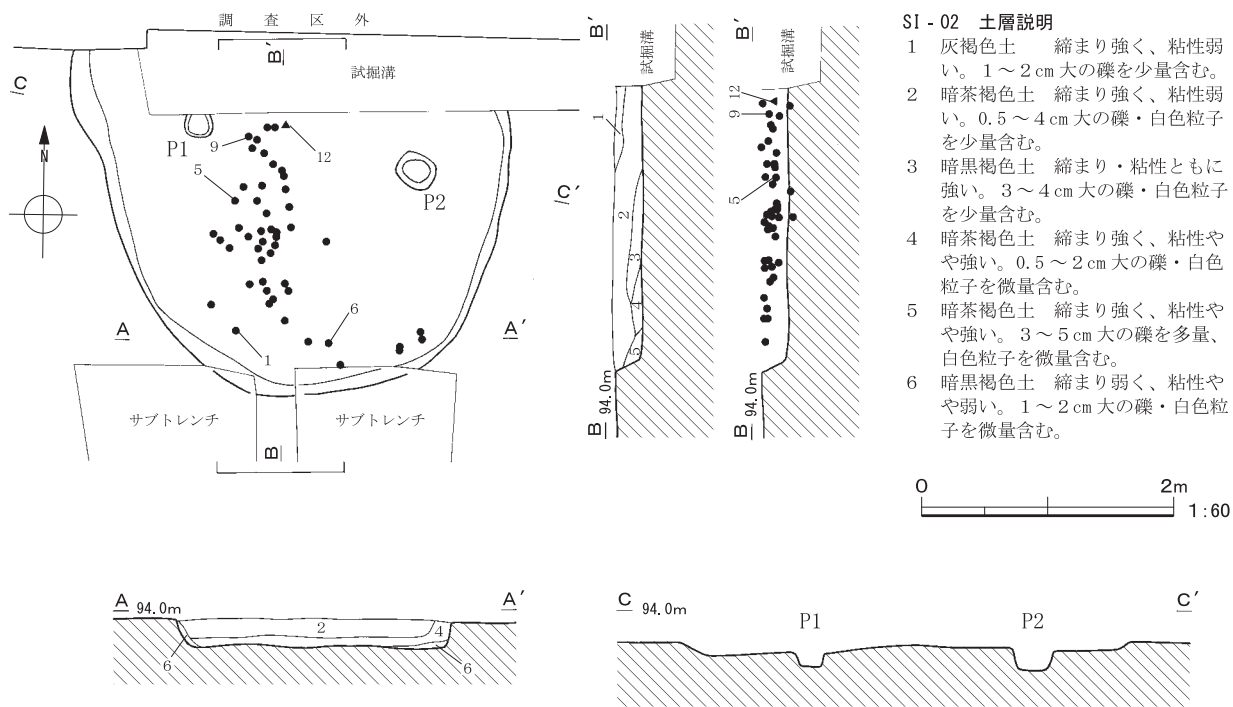 調査区外
B′
試掘溝
C
N
P1
9
12
5
P2
C′
A
1
6
A′
サブトレンチ
サブトレンチ
B
B′
試掘溝
1
2
3
4
5
B 94.0m
B′
試掘溝
12
9
5
B 94.0m
SI-02 土層説明
1 灰褐色土 締まり強く、粘性弱
い。1～2cm大の礫を少量含む。
2 暗茶褐色土 締まり強く、粘性弱
い。0.5～4cm大の礫・白色粒子
を少量含む。
3 暗黒褐色土 締まり・粘性ともに
強い。3～4cm大の礫・白色粒子
を少量含む。
4 暗茶褐色土 締まり強く、粘性や
や強い。0.5～2cm大の礫・白色
粒子を微量含む。
5 暗茶褐色土 締まり強く、粘性や
や強い。3～5cm大の礫を多量、
白色粒子を微量含む。
6 暗黒褐色土 締まり弱く、粘性や
や弱い。1～2cm大の礫・白色粒
子を微量含む。
0 2m
1:60
A 94.0m A′
2
4
6 6
C 94.0m C′
P1 P2